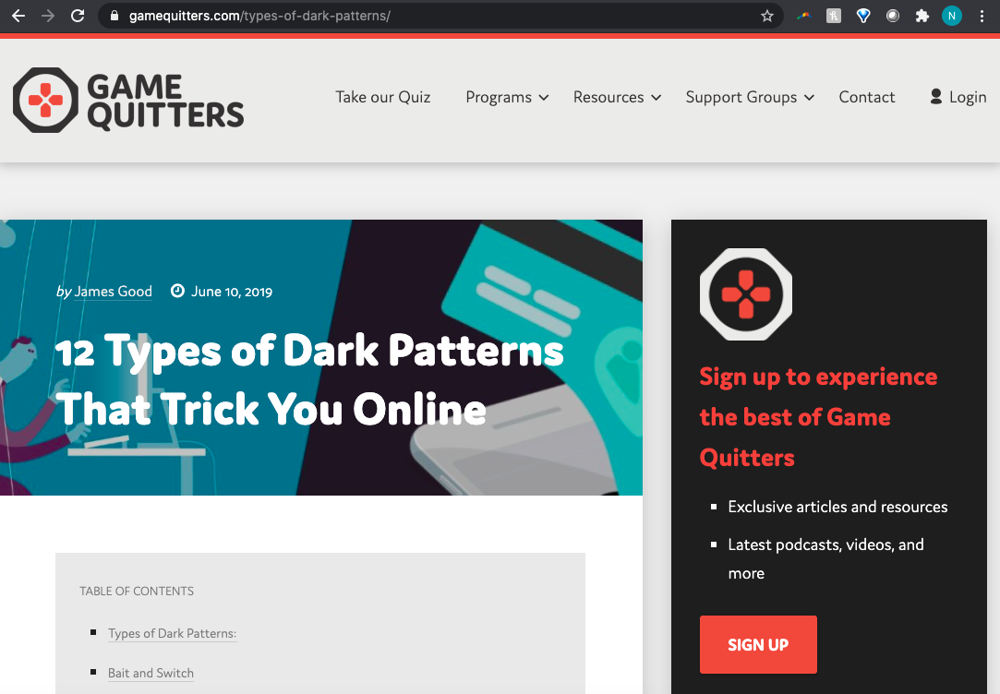 gamequitters.com/types-of-dark-patterns/
N
GAME
QUITTERS
Take our Quiz
Programs
Resources
Support Groups
Contact
Login
by James Good
June 10, 2019
12 Types of Dark Patterns
That Trick You Online
TABLE OF CONTENTS
Types of Dark Patterns:
Bait and Switch
Sign up to experience
the best of Game
Quitters
Exclusive articles and resources
Latest podcasts, videos, and
more
SIGN UP